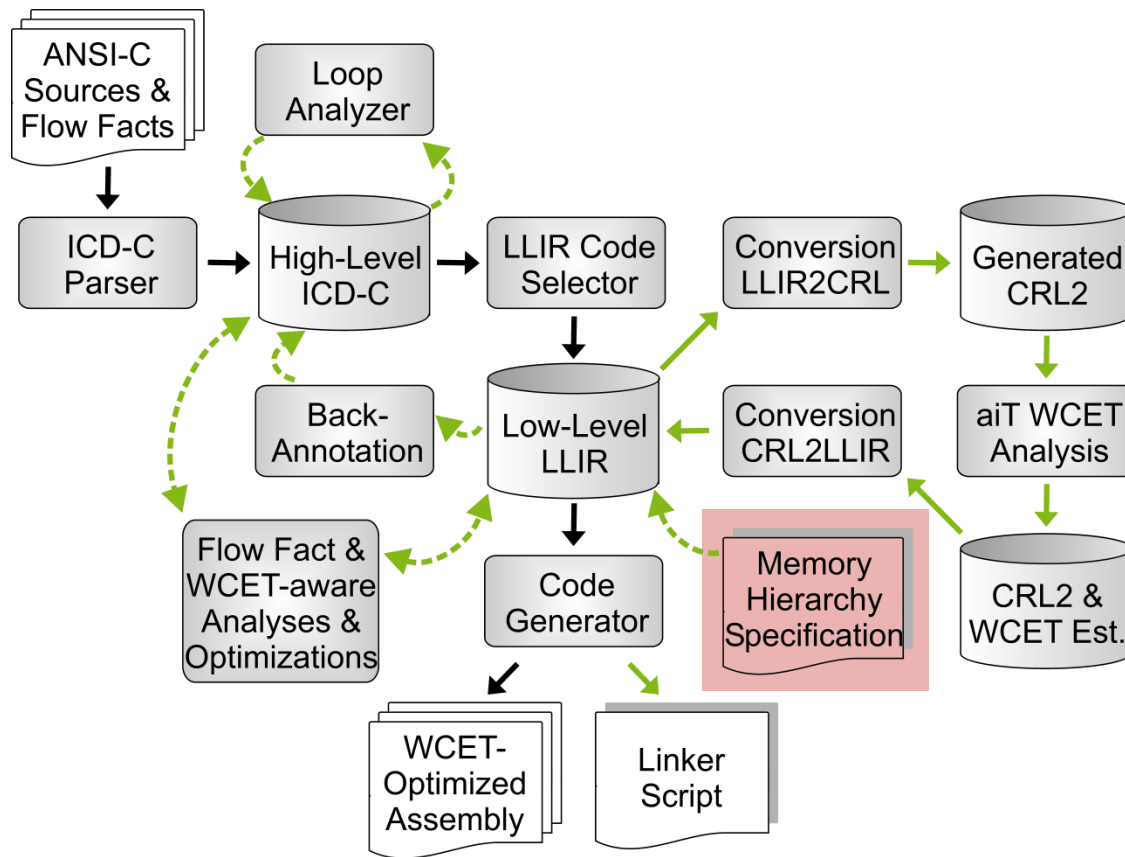 ANSI-C
Sources &
Flow Facts
Loop
Analyzer
ICD-C
Parser
High-Level
ICD-C
LLIR Code
Selector
Conversion
LLIR2CRL
Generated
CRL2
Back-
Annotation
Low-Level
LLIR
Conversion
CRL2LLIR
aiT WCET
Analysis
Flow Fact &
WCET-aware
Analyses &
Optimizations
Code
Generator
Memory
Hierarchy
Specification
CRL2 &
WCET Est.
WCET-
Optimized
Assembly
Linker
Script